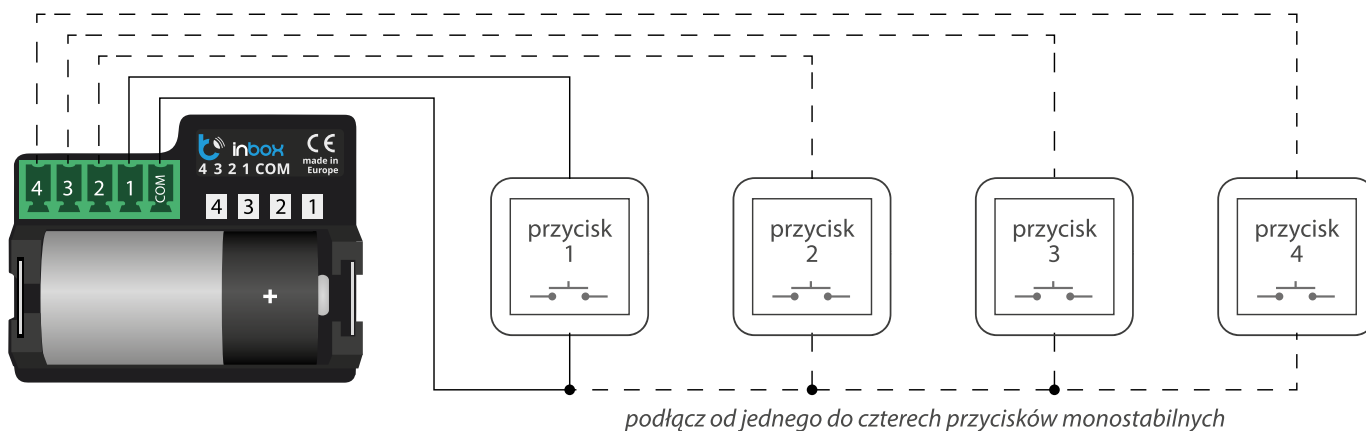 inbox
CE
made in
Europe
4 3 2 1 COM
4 3 2 1 COM
4 3 2 1
+
przycisk
1
przycisk
2
przycisk
3
przycisk
4
podłącz od jednego do czterech przycisków monostabilnych